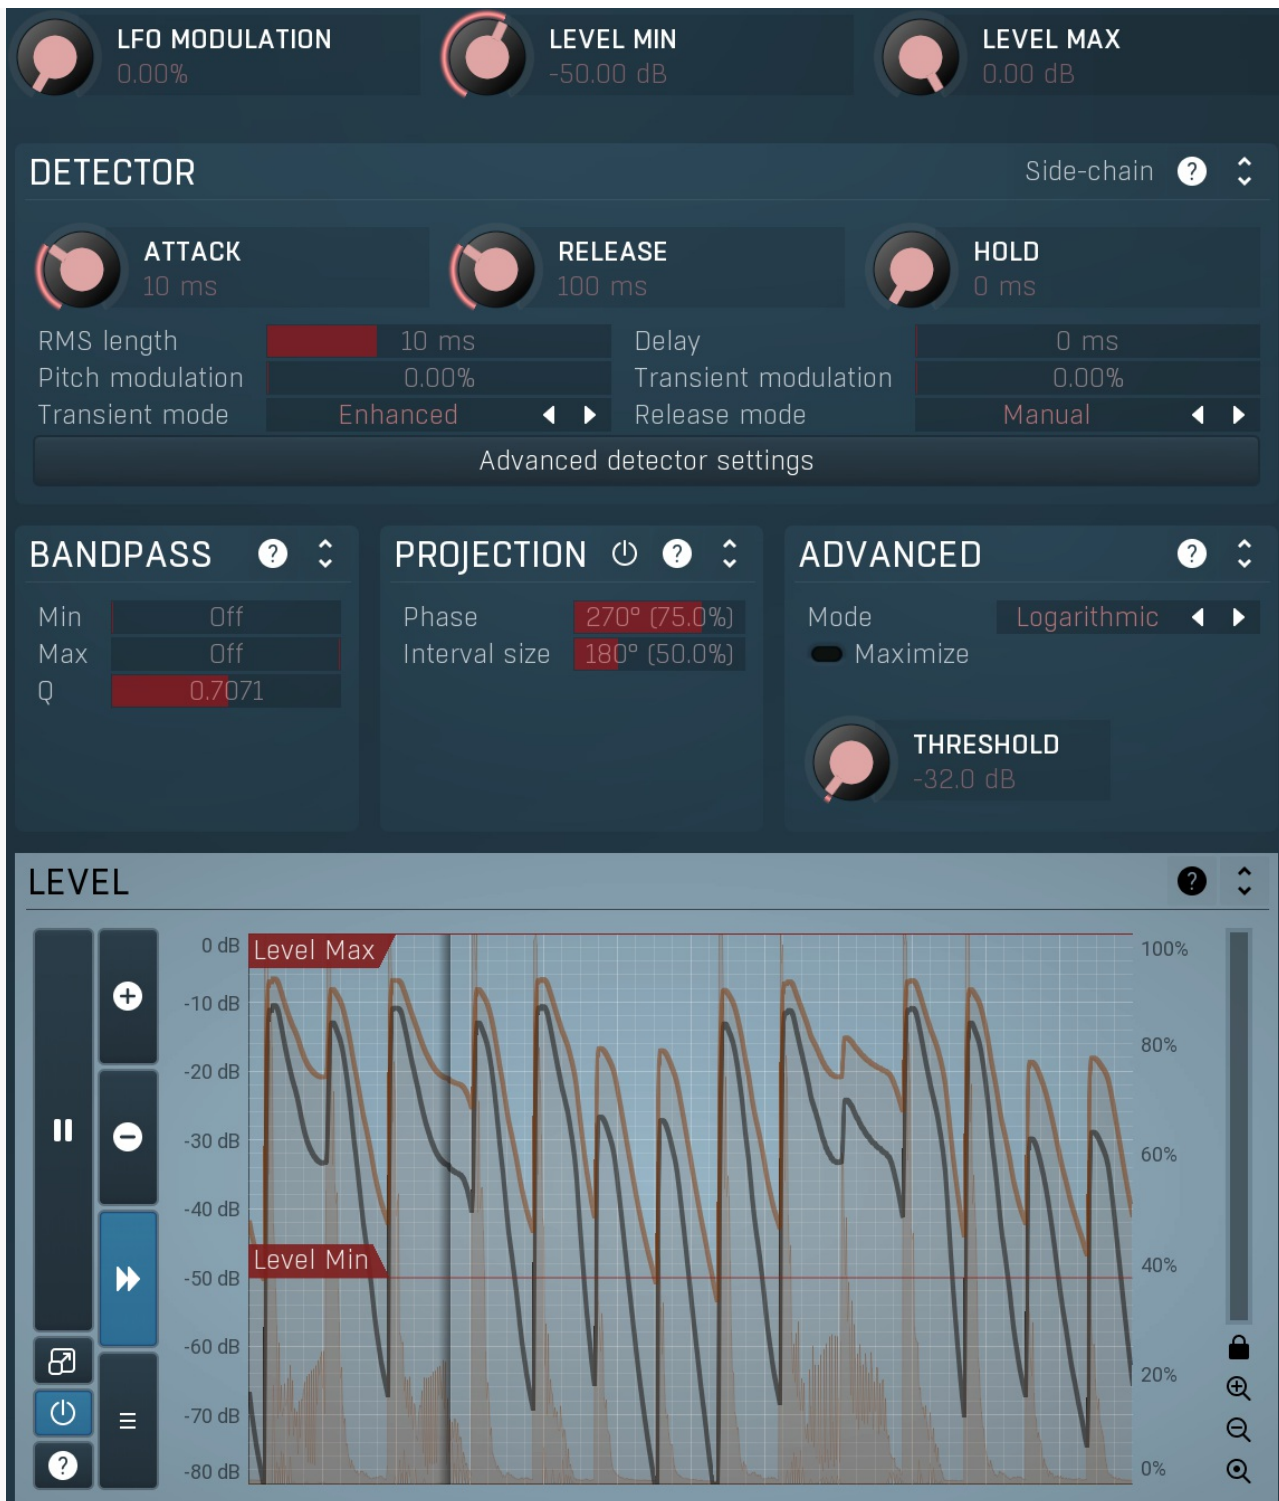 LFO MODULATION
0.00%
LEVEL MIN
-50.00 dB
LEVEL MAX
0.00 dB
DETECTOR
Side-chain ?
ATTACK
10 ms
RELEASE
100 ms
HOLD
0 ms
RMS length 10 ms
Delay 0 ms
Pitch modulation 0.00%
Transient modulation 0.00%
Transient mode Enhanced
Release mode Manual
Advanced detector settings
BANDPASS ?
Min Off
Max Off
Q 0.7071
PROJECTION ?
Phase 270° (75.0%)
Interval size 180° (50.0%)
ADVANCED ?
Mode Logarithmic
Maximize
THRESHOLD
-32.0 dB
LEVEL ?
0 dB
-10 dB
-20 dB
-30 dB
-40 dB
-50 dB
-60 dB
-70 dB
-80 dB
Level Max
Level Min
100%
80%
60%
40%
20%
0%
?